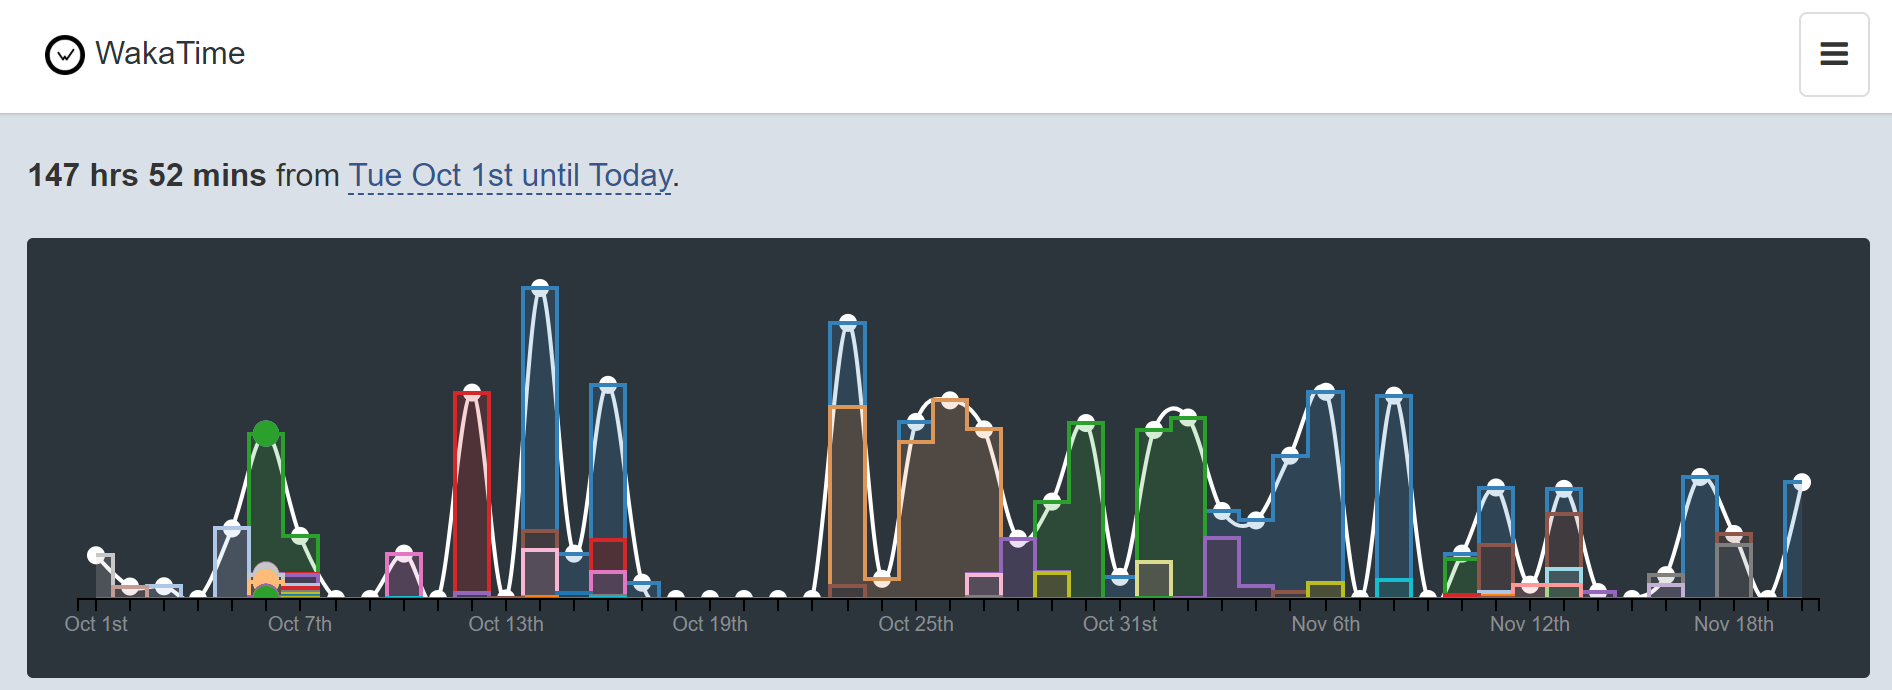 WakaTime
147 hrs 52 mins from Tue Oct 1st until Today.
Oct 1st Oct 7th Oct 13th Oct 19th Oct 25th Oct 31st Nov 6th Nov 12th Nov 18th